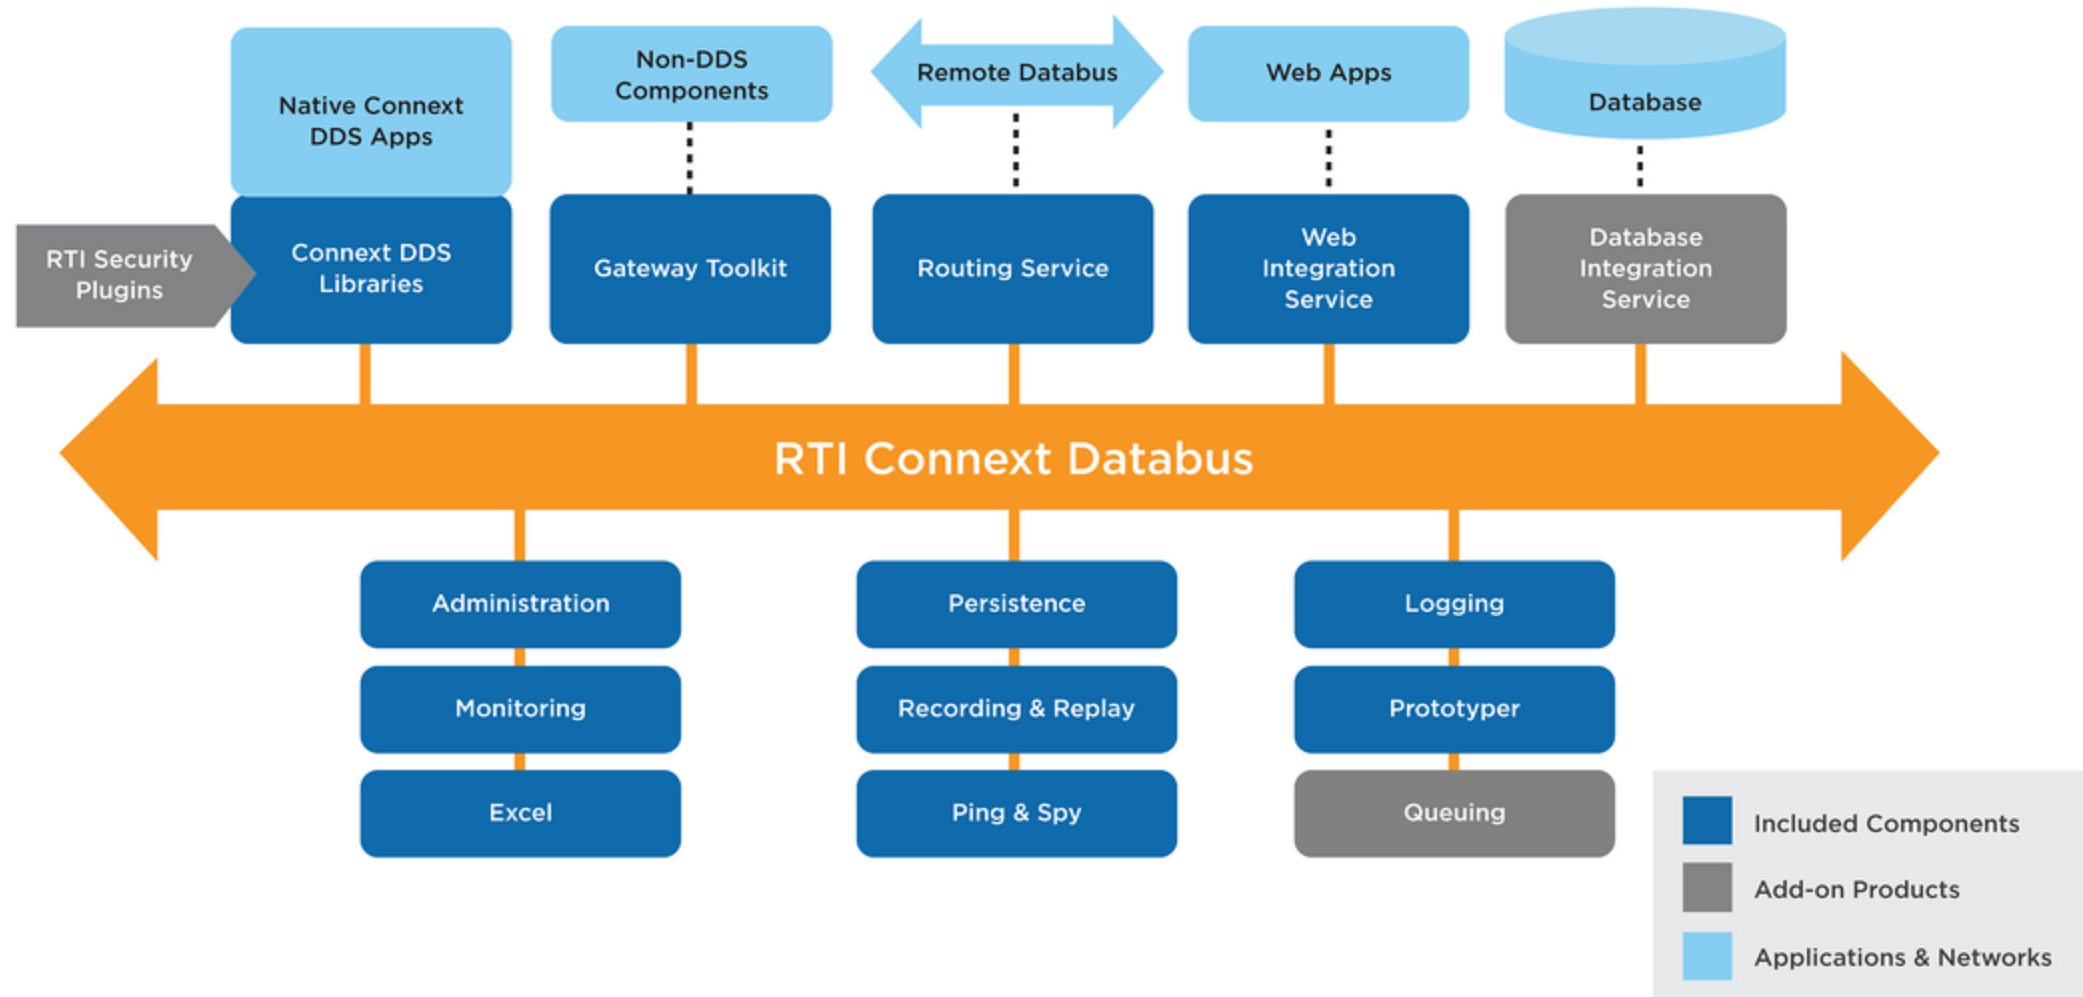 Native Connext
DDS Apps
Non-DDS
Components
Remote Databus
Web Apps
Database
RTI Security
Plugins
Connext DDS
Libraries
Gateway Toolkit
Routing Service
Web
Integration
Service
Database
Integration
Service
RTI Connext Databus
Administration
Persistence
Logging
Monitoring
Recording & Replay
Prototyper
Excel
Ping & Spy
Queuing
Included Components
Add-on Products
Applications & Networks